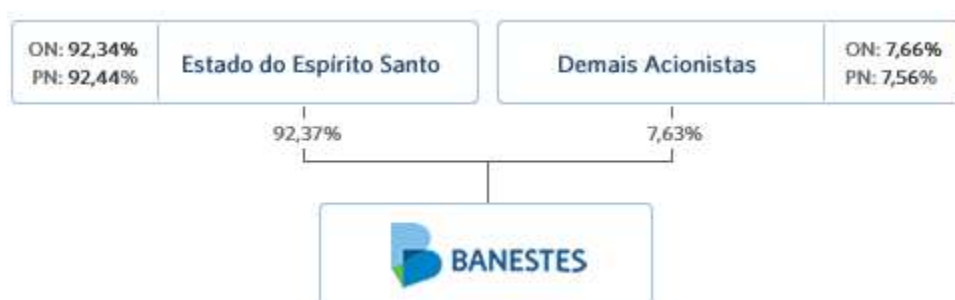 ON: 92,34%
PN: 92,44%
Estado do Espírito Santo
Demais Acionistas
ON: 7,66%
PN: 7,56%
92,37%
7,63%
BANESTES